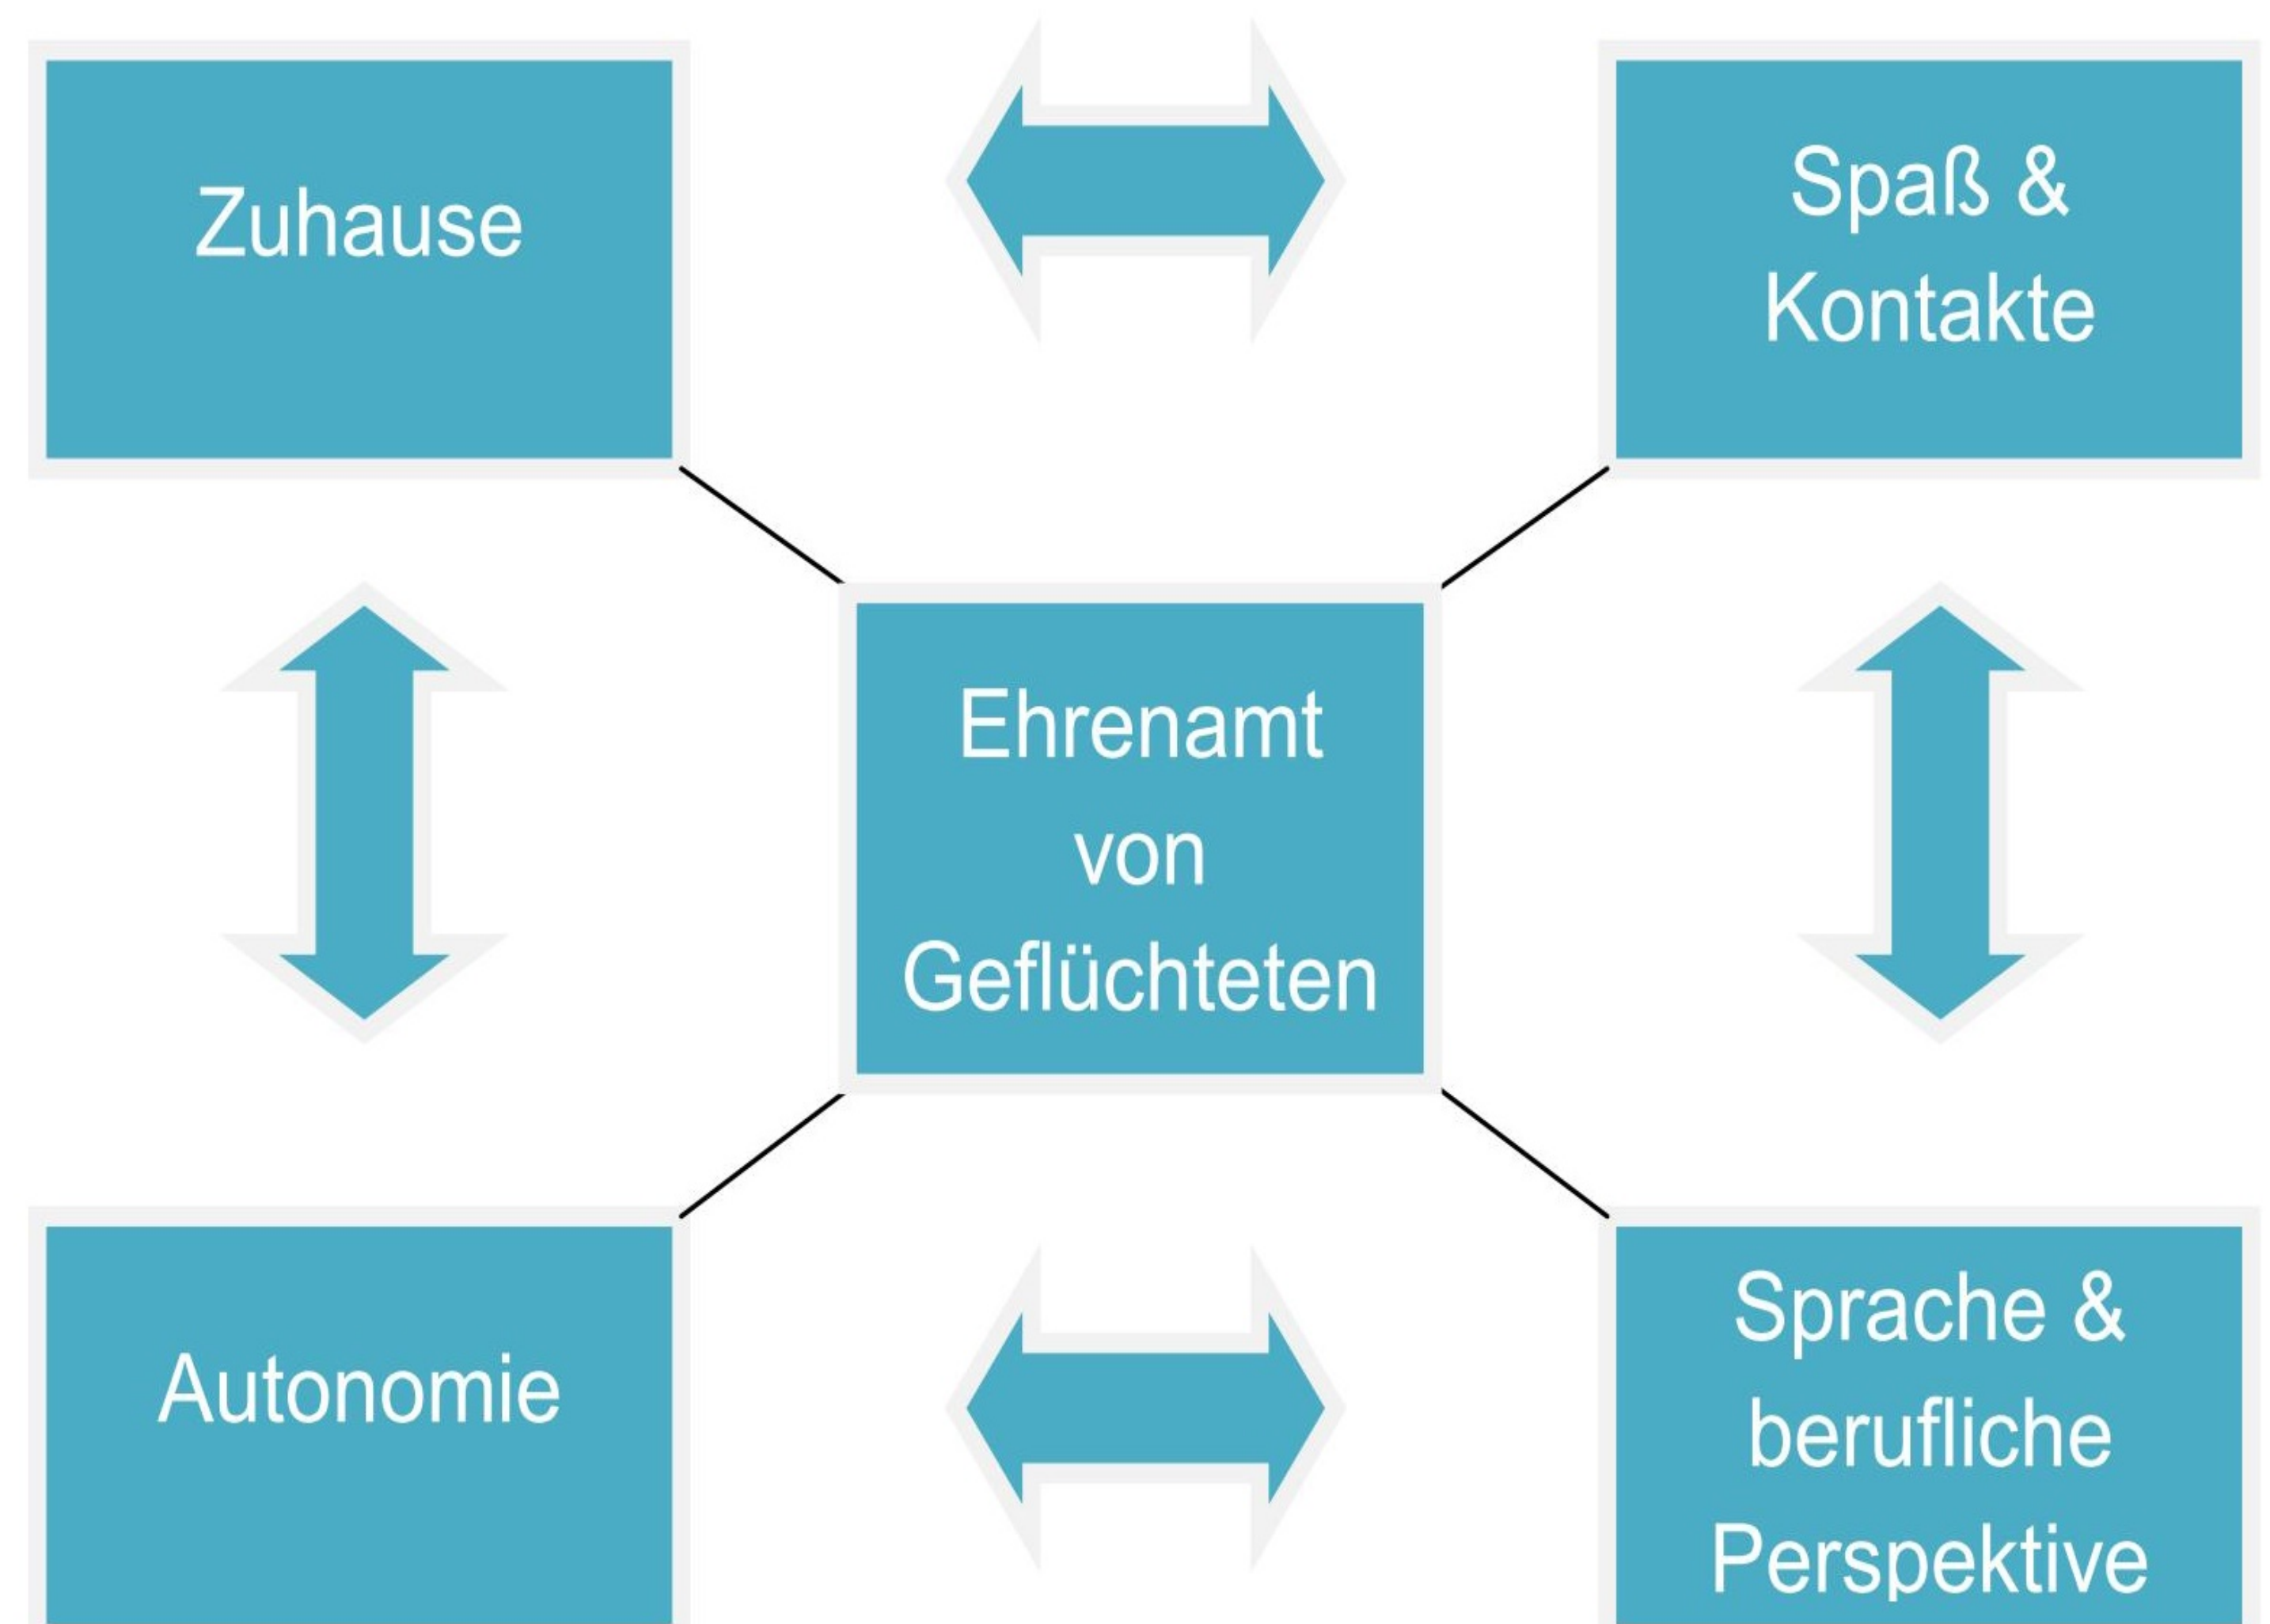 Zuhause
Spaß &
Kontakte
Ehrenamt
von
Geflüchteten
Autonomie
Sprache &
berufliche
Perspektive